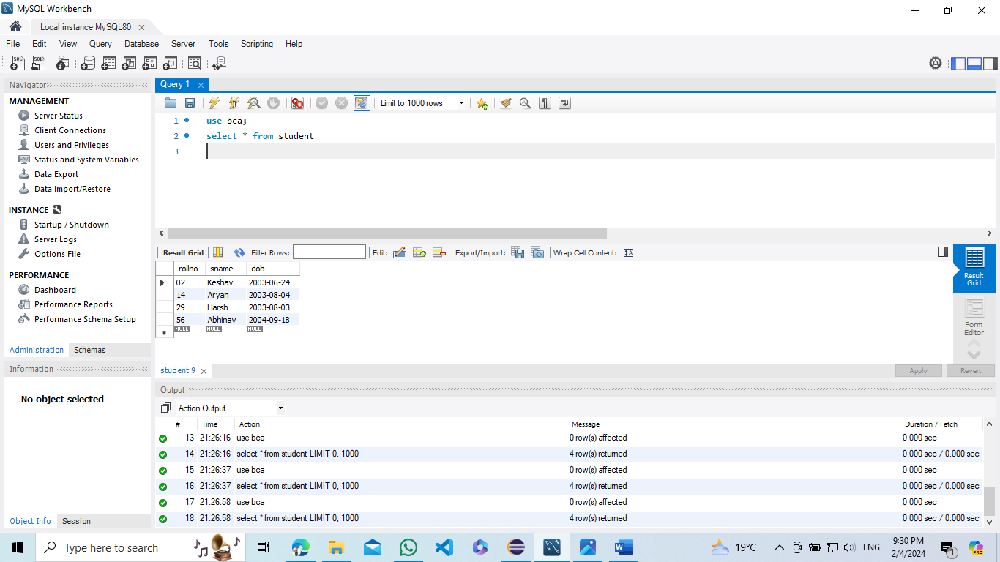 MySQL Workbench
Local instance MySQL80
File Edit View Query Database Server Tools Scripting Help
Navigator
MANAGEMENT
Server Status
Client Connections
Users and Privileges
Status and System Variables
Data Export
Data Import/Restore
INSTANCE
Startup / Shutdown
Server Logs
Options File
PERFORMANCE
Dashboard
Performance Reports
Performance Schema Setup
Administration Schemas
Information
No object selected
Object Info Session
Query 1
Limit to 1000 rows
1 use bca;
2 select * from student
3
Result Grid Filter Rows: Edit: Export/Import: Wrap Cell Content:
rollno sname dob
02 Keshav 2003-06-24
14 Aryan 2003-08-04
29 Harsh 2003-08-03
56 Abhinav 2004-09-18
NULL NULL NULL
Result
Grid
Form
Editor
student 9
Apply Revert
Output
Action Output
# Time Action Message Duration / Fetch
13 21:26:16 use bca 0 row(s) affected 0.000 sec
14 21:26:16 select * from student LIMIT 0, 1000 4 row(s) returned 0.000 sec / 0.000 sec
15 21:26:37 use bca 0 row(s) affected 0.000 sec
16 21:26:37 select * from student LIMIT 0, 1000 4 row(s) returned 0.000 sec / 0.000 sec
17 21:26:58 use bca 0 row(s) affected 0.000 sec
18 21:26:58 select * from student LIMIT 0, 1000 4 row(s) returned 0.000 sec / 0.000 sec
Type here to search
19°C
ENG
9:30 PM
2/4/2024
1
PRE